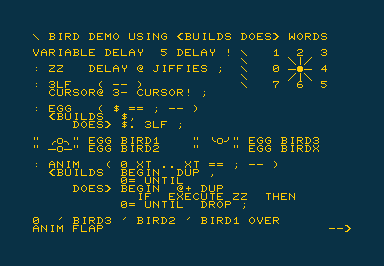 \ BIRD DEMO USING <BUILDS DOES> WORDS
VARIABLE DELAY 5 DELAY ! \ 1 2 3
: ZZ DELAY@ JIFFIES ; \ 0 4
: 3LF ( -- ) \ 7 6 5
CURSOR@ 3- CURSOR! ;
: EGG ( $ == ; -- )
<BUILDS $,
DOES> $. 3LF ;
" " EGG BIRD1 " " EGG BIRD3
" " EGG BIRD2 " " EGG BIRDX
: ANIM ( 0 XT .. XT == ; -- )
<BUILDS BEGIN DUP ,
0= UNTIL
DOES> BEGIN @+ DUP
IF EXECUTE ZZ THEN
0= UNTIL DROP ;
0 ' BIRD3 ' BIRD2 ' BIRD1 OVER
ANIM FLAP -->